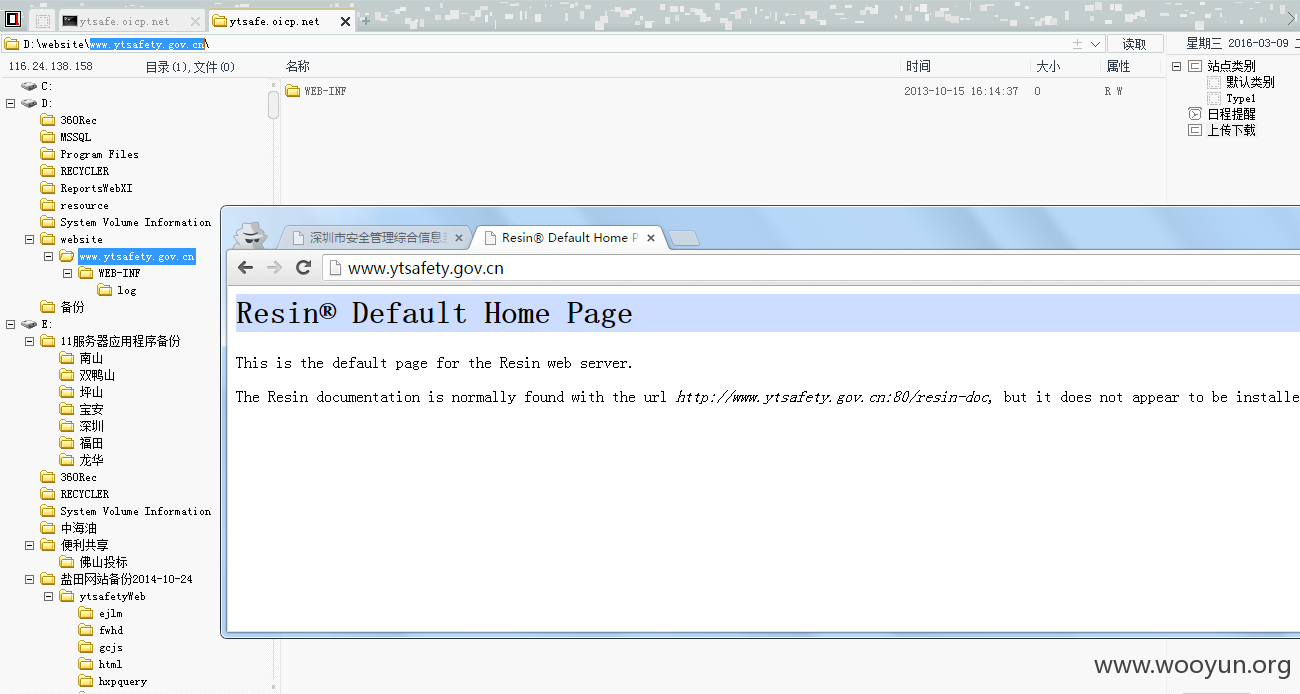 ytsafe.oicp.net
ytsafe.oicp.net
D:\website\www.ytsafety.gov.cn\
读取
星期三 2016-03-09
116.24.138.158
目录(1),文件(0)
名称
时间
大小
属性
站点类别
默认类别
Type1
日程提醒
上传下载
WEB-INF
2013-10-15 16:14:37
0
R W
C:
D:
360Rec
MSSQL
Program Files
RECYCLER
ReportsWebXI
resource
System Volume Information
website
www.ytsafety.gov.cn
WEB-INF
log
备份
E:
11服务器应用程序备份
南山
双鸭山
坪山
宝安
深圳
福田
龙华
360Rec
RECYCLER
System Volume Information
中海油
便利共享
佛山投标
盐田网站备份2014-10-24
ytsafetyWeb
ejlm
fwhd
gcjs
html
hxpquery
深圳市安全管理综合信息
Resin® Default Home P
www.ytsafety.gov.cn
Resin® Default Home Page
This is the default page for the Resin web server.
The Resin documentation is normally found with the url http://www.ytsafety.gov.cn:80/resin-doc, but it does not appear to be installe
www.wooyun.org